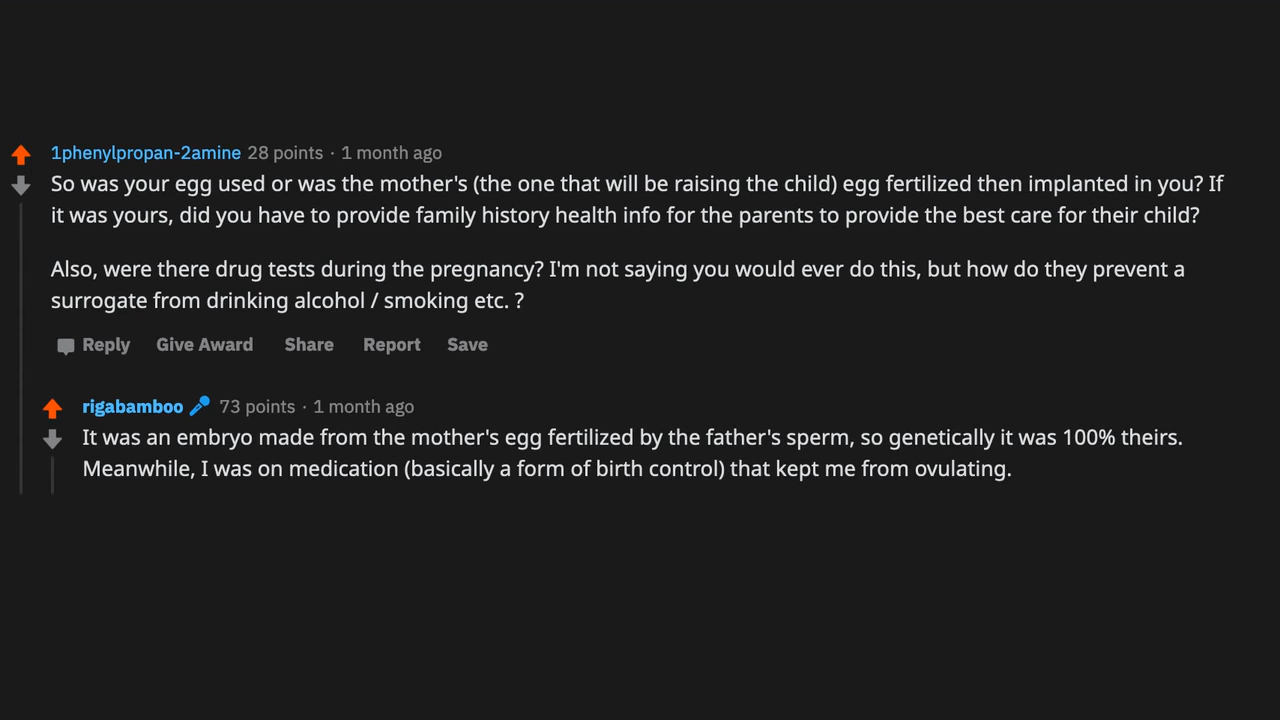 1phenylpropan-2amine 28 points · 1 month ago
So was your egg used or was the mother's (the one that will be raising the child) egg fertilized then implanted in you? If
it was yours, did you have to provide family history health info for the parents to provide the best care for their child?
Also, were there drug tests during the pregnancy? I'm not saying you would ever do this, but how do they prevent a
surrogate from drinking alcohol / smoking etc. ?
Reply Give Award Share Report Save
rigabamboo 73 points · 1 month ago
It was an embryo made from the mother's egg fertilized by the father's sperm, so genetically it was 100% theirs.
Meanwhile, I was on medication (basically a form of birth control) that kept me from ovulating.